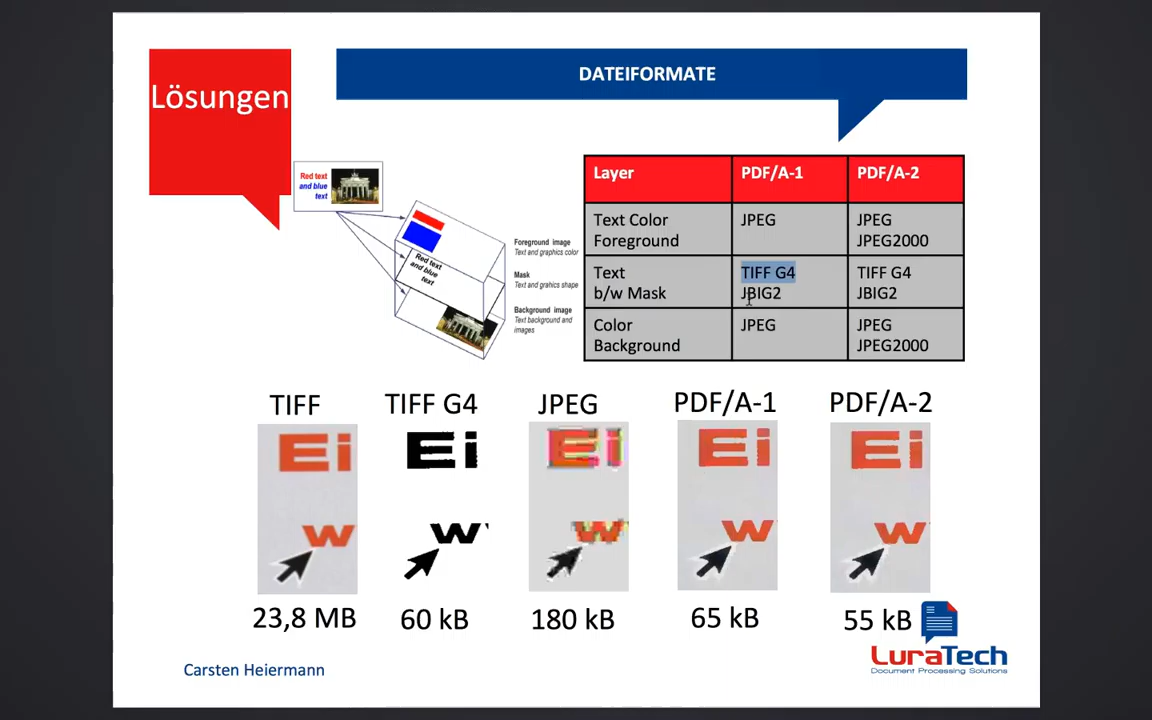 Lösungen
DATEIFORMATE
Red text
and blue
text
Foreground image
Text and graphics color
Red text
and blue
text
Mask
Text and grahics shape
Background image
Text background and
images
Layer PDF/A-1 PDF/A-2
Text Color JPEG JPEG
Foreground JPEG2000
Text TIFF G4 TIFF G4
b/w Mask JBIG2 JBIG2
Color JPEG JPEG
Background JPEG2000
TIFF TIFF G4 JPEG PDF/A-1 PDF/A-2
Ei Ei Ei Ei Ei
w w w w w
23,8 MB 60 kB 180 kB 65 kB 55 kB
Carsten Heiermann
LuraTech
Document Processing Solutions